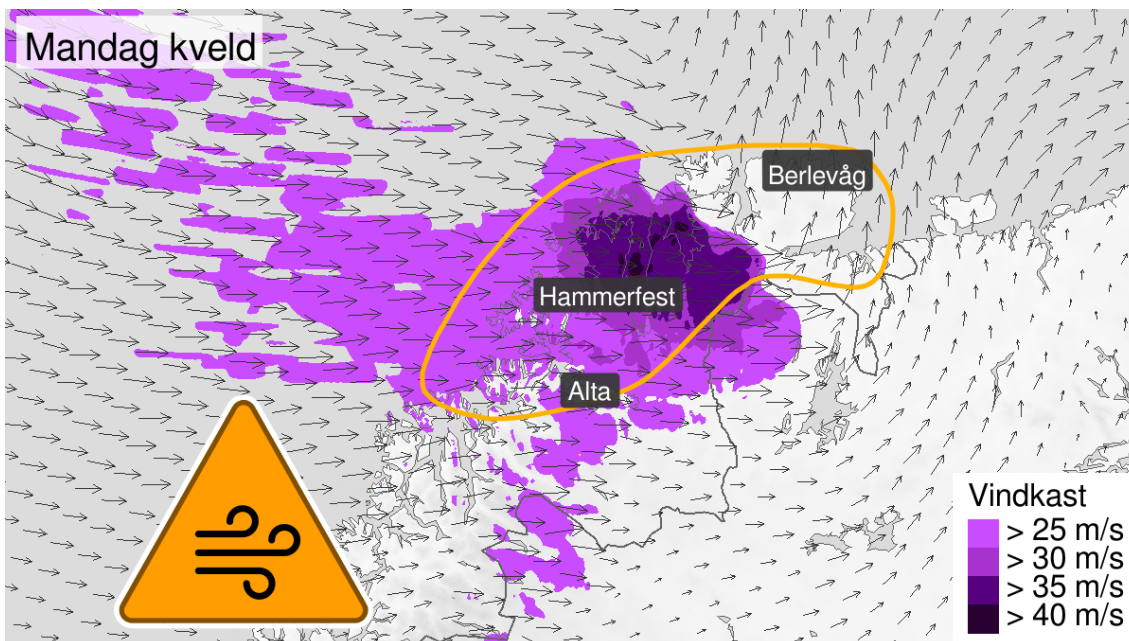 Mandag kveld
Berlevåg
Hammerfest
Alta
Vindkast
> 25 m/s
> 30 m/s
> 35 m/s
> 40 m/s